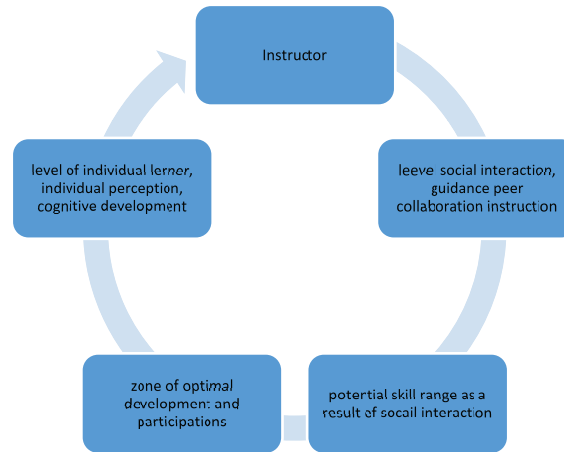 Instructor
leeve social interaction,
guidance peer
collaboration instruction
potential skill range as a
result of socail interaction
zone of optimal
development and
participations
level of individual lerner,
individual perception,
cognitive development